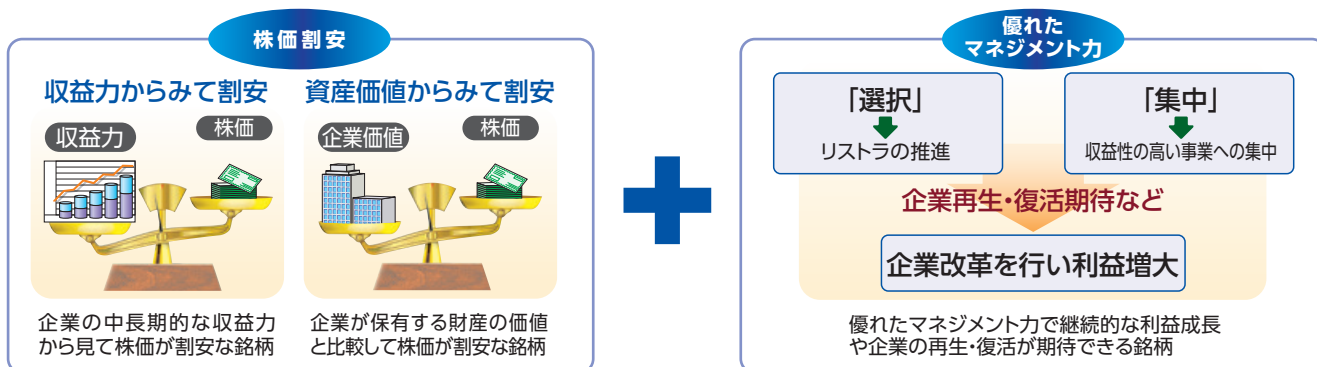 株価割安
収益力からみて割安
収益力
株価
企業の中長期的な収益力
から見て株価が割安な銘柄
資産価値からみて割安
企業価値
株価
企業が保有する財産の価値
と比較して株価が割安な銘柄
優れた
マネジメント力
「選択」
リストラの推進
「集中」
収益性の高い事業への集中
企業再生・復活期待など
企業改革を行い利益増大
優れたマネジメント力で継続的な利益成長
や企業の再生・復活が期待できる銘柄